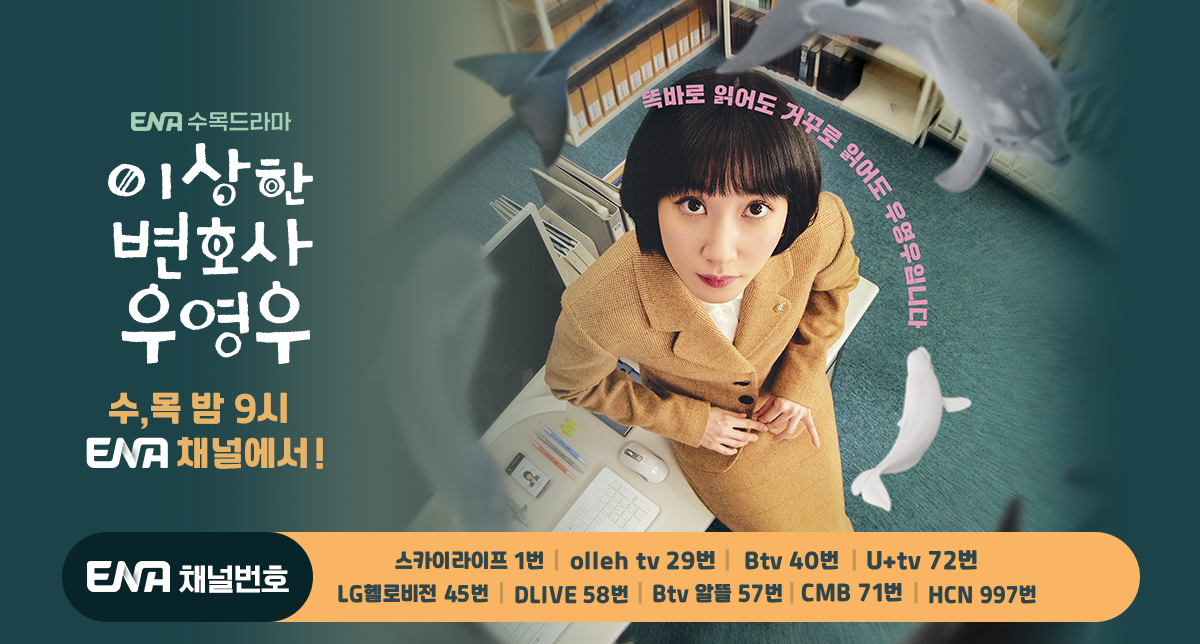 ENA 수목드라마
이상한
변호사
우영우
수,목 밤 9시
ENA 채널에서!
똑바로 읽어도 거꾸로 읽어도 우영우입니다
ENA 채널번호
스카이라이프 1번 | olleh tv 29번 | Btv 40번 | U+tv 72번
LG헬로비전 45번 | DLIVE 58번 | Btv 알뜰 57번 | CMB 71번 | HCN 997번